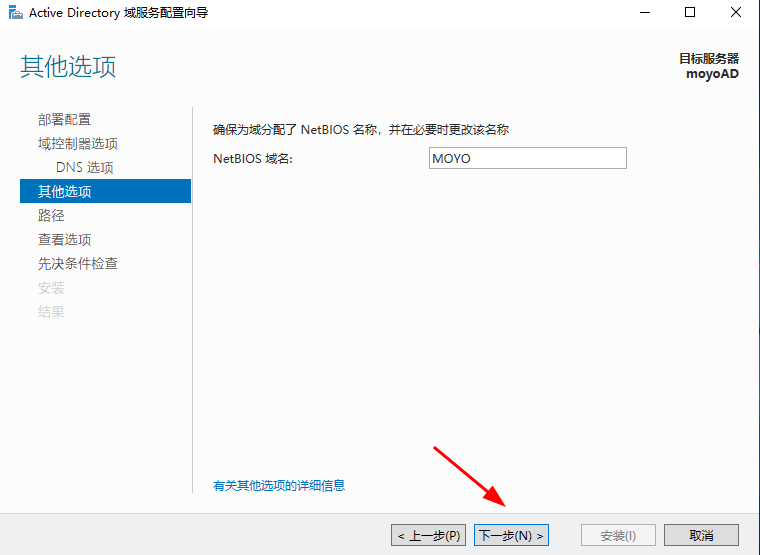 Active Directory 域服务配置向导
其他选项
目标服务器
moyoAD
部署配置
域控制器选项
DNS 选项
其他选项
路径
查看选项
先决条件检查
安装
结果
确保为域分配了 NetBIOS 名称，并在必要时更改该名称
NetBIOS 域名: MOYO
有关其他选项的详细信息
< 上一步(P) 下一步(N) > 安装(I) 取消